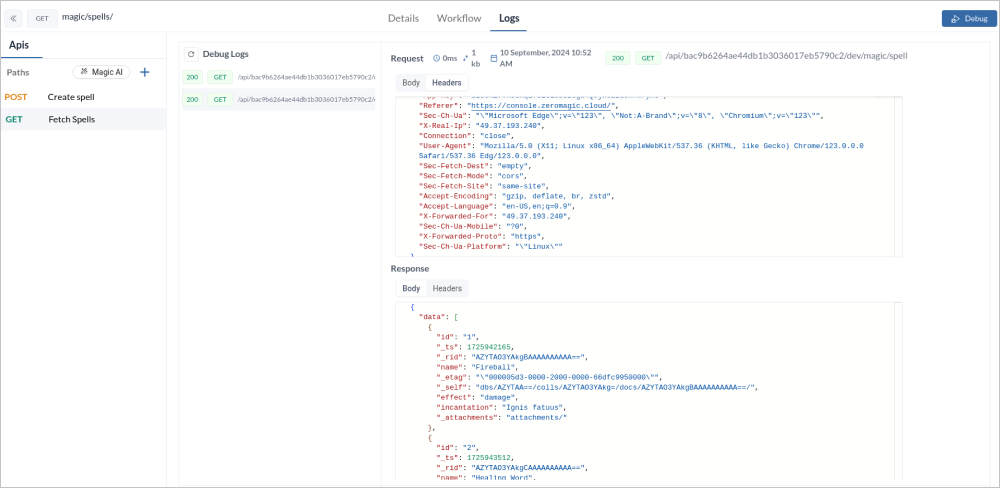 GET magic/spells/
Details Workflow Logs
Debug
Apis
Paths Magic AI
POST Create spell
GET Fetch Spells
Debug Logs
200 GET /api/bac9b6264ae44db1b3036017eb5790c2/
200 GET /api/bac9b6264ae44db1b3036017eb5790c2/
Request 0ms 1 kb 10 September, 2024 10:52 AM 200 GET /api/bac9b6264ae44db1b3036017eb5790c2/dev/magic/spell
Body Headers
"Referer": "https://console.zeromagic.cloud/",
"Sec-Ch-Ua": "\"Microsoft Edge\";v=\"123\", \"Not:A-Brand\";v=\"8\", \"Chromium\";v=\"123\"",
"X-Real-Ip": "49.37.193.240",
"Connection": "close",
"User-Agent": "Mozilla/5.0 (X11; Linux x86_64) AppleWebKit/537.36 (KHTML, like Gecko) Chrome/123.0.0.0
Safari/537.36 Edg/123.0.0.0",
"Sec-Fetch-Dest": "empty",
"Sec-Fetch-Mode": "cors",
"Sec-Fetch-Site": "same-site",
"Accept-Encoding": "gzip, deflate, br, zstd",
"Accept-Language": "en-US,en;q=0.9",
"X-Forwarded-For": "49.37.193.240",
"Sec-Ch-Ua-Mobile": "?0",
"X-Forwarded-Proto": "https",
"Sec-Ch-Ua-Platform": "\"Linux\""
Response
Body Headers
{
"data": [
{
"id": "1",
"_ts": 1725942165,
"_rid": "AZYTAO3YAkgBAAAAAAAAAA==",
"name": "Fireball",
"_etag": "\"000005d3-0000-2000-0000-66dfc9950000\"",
"_self": "dbs/AZYTAA==/colls/AZYTAO3YAkg=/docs/AZYTAO3YAkgBAAAAAAAAAA==/",
"effect": "damage",
"incantation": "Ignis fatuus",
"_attachments": "attachments/"
},
{
"id": "2",
"_ts": 1725943512,
"_rid": "AZYTAO3YAkgCAAAAAAAAAA==",
"name": "Healing Word",